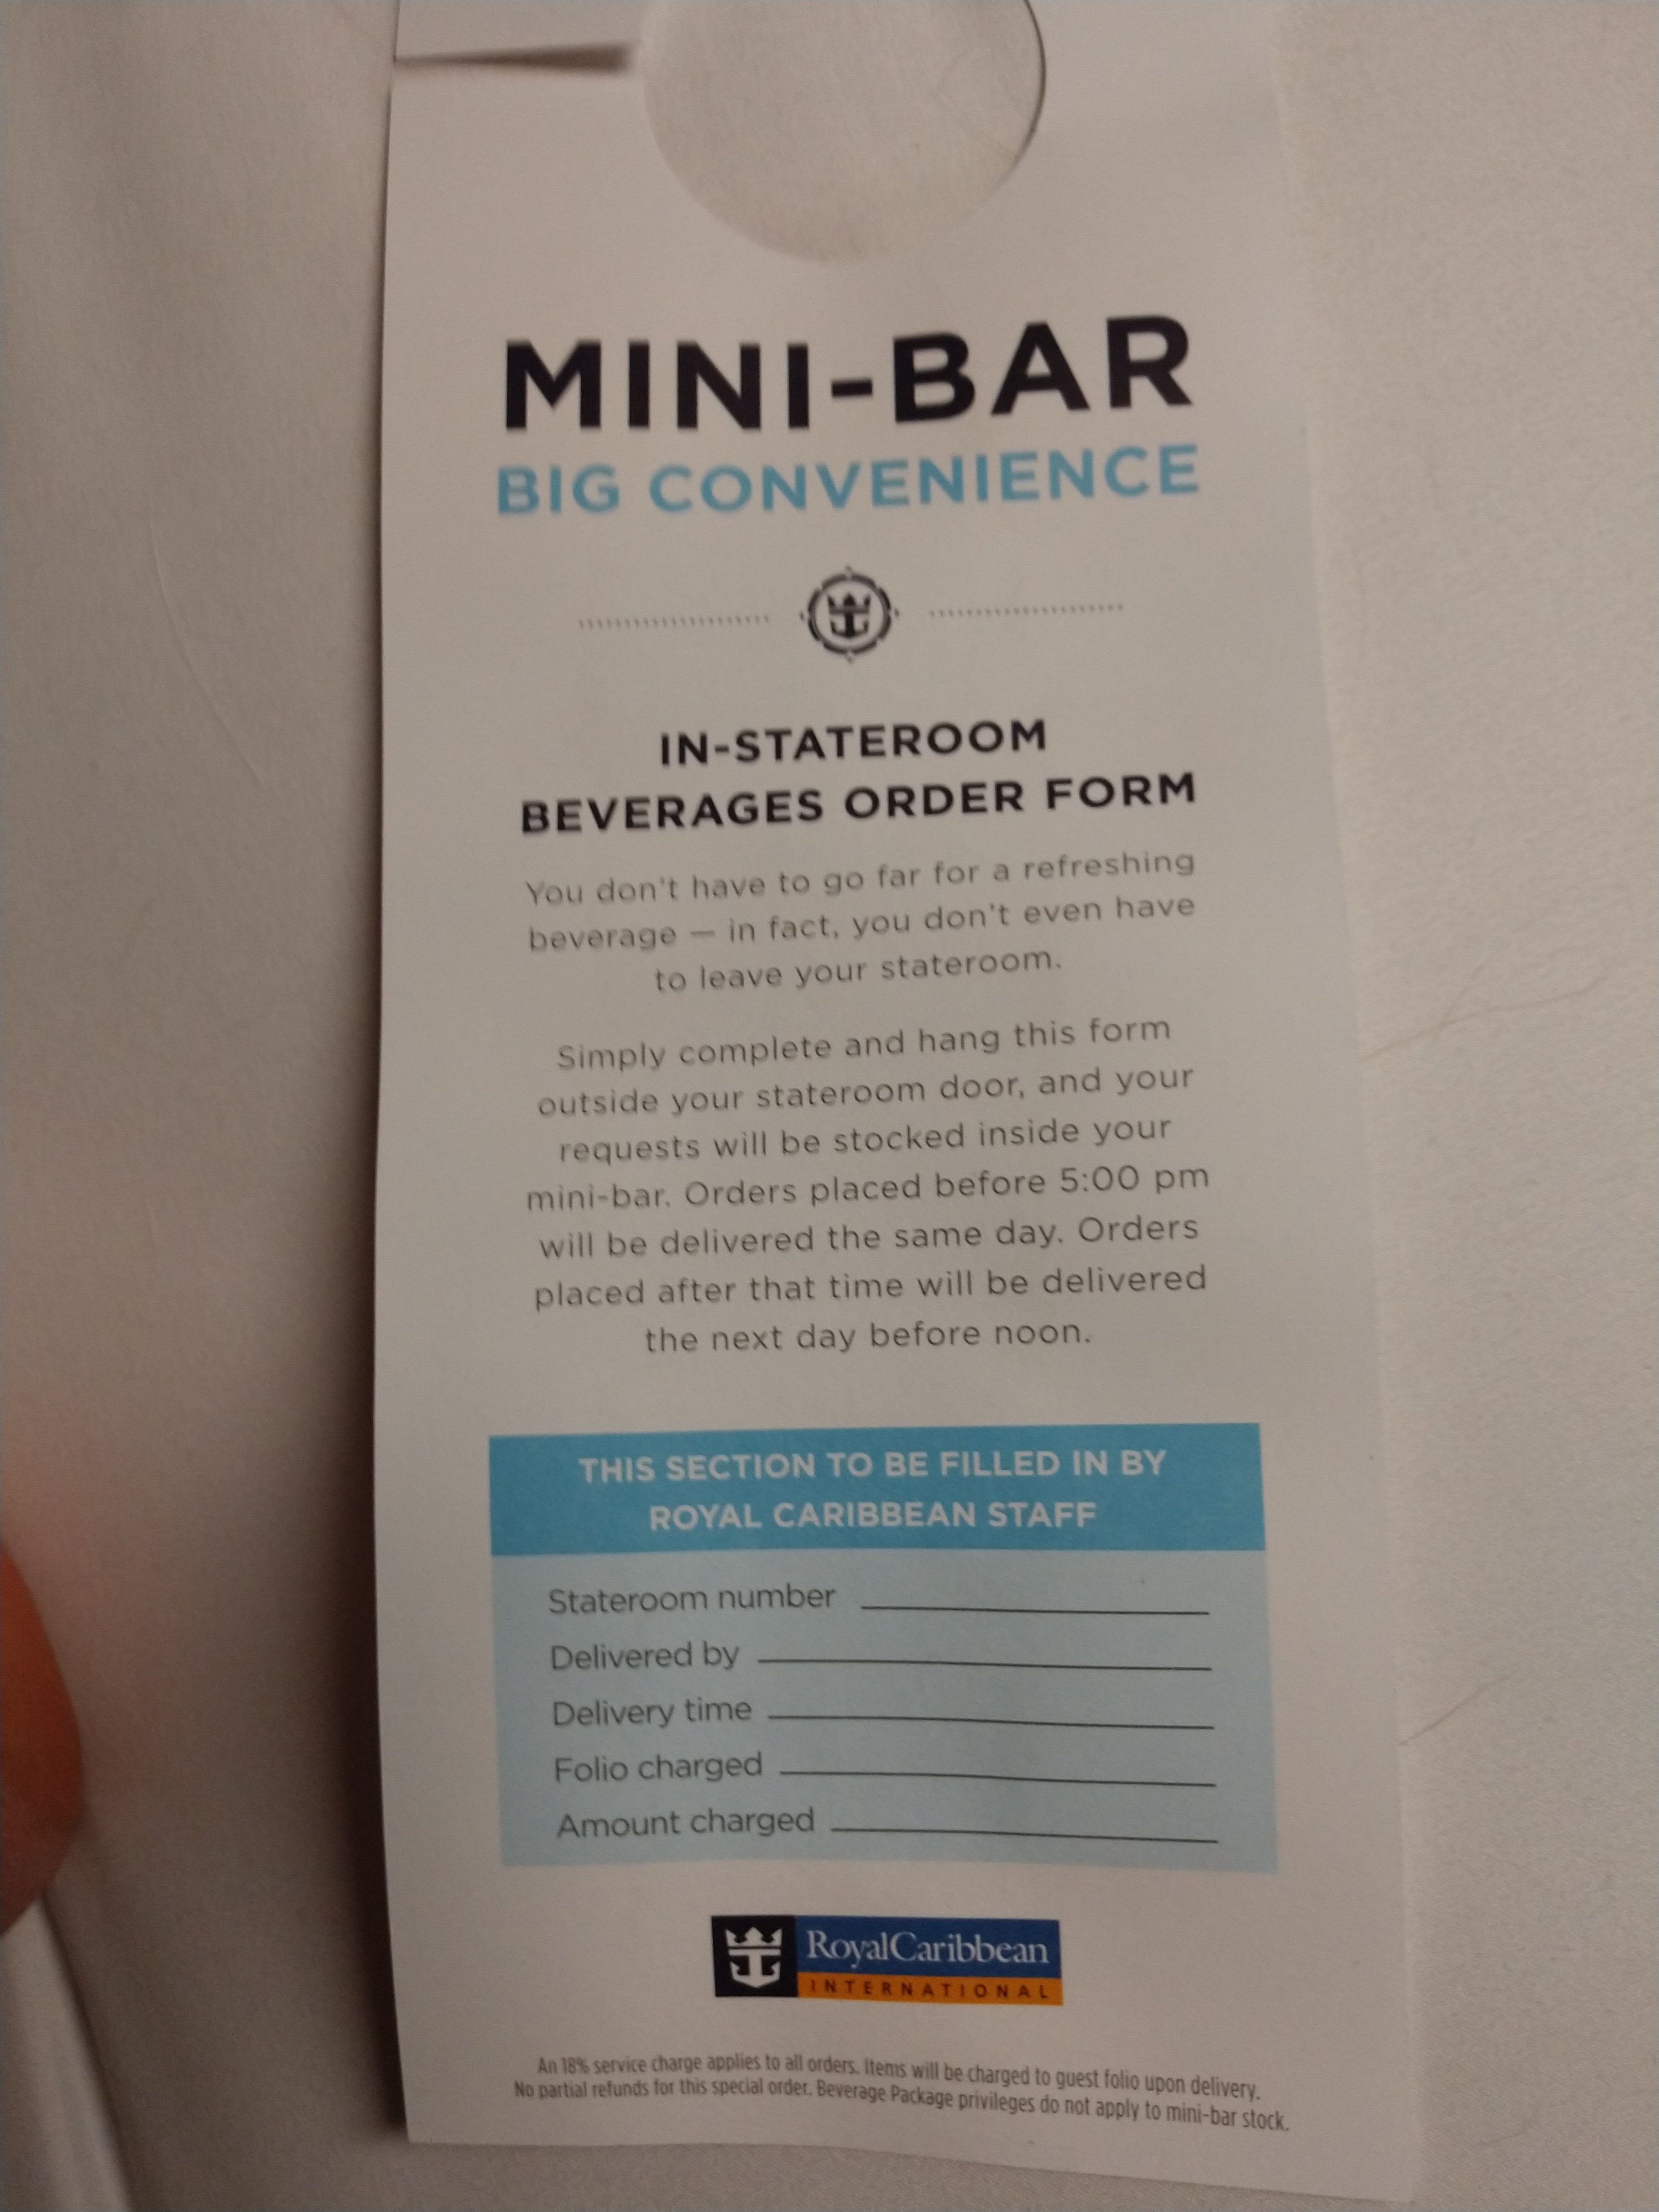 MINI-BAR
BIG CONVENIENCE
IN-STATEROOM
BEVERAGES ORDER FORM
You don't have to go far for a refreshing
beverage — in fact, you don't even have
to leave your stateroom.
Simply complete and hang this form
outside your stateroom door, and your
requests will be stocked inside your
mini-bar. Orders placed before 5:00 pm
will be delivered the same day. Orders
placed after that time will be delivered
the next day before noon.
THIS SECTION TO BE FILLED IN BY
ROYAL CARIBBEAN STAFF
Stateroom number
Delivered by
Delivery time
Folio charged
Amount charged
RoyalCaribbean
INTERNATIONAL
An 18% service charge applies to all orders. Items will be charged to guest folio upon delivery.
No partial refunds for this special order. Beverage Package privileges do not apply to mini-bar stock.